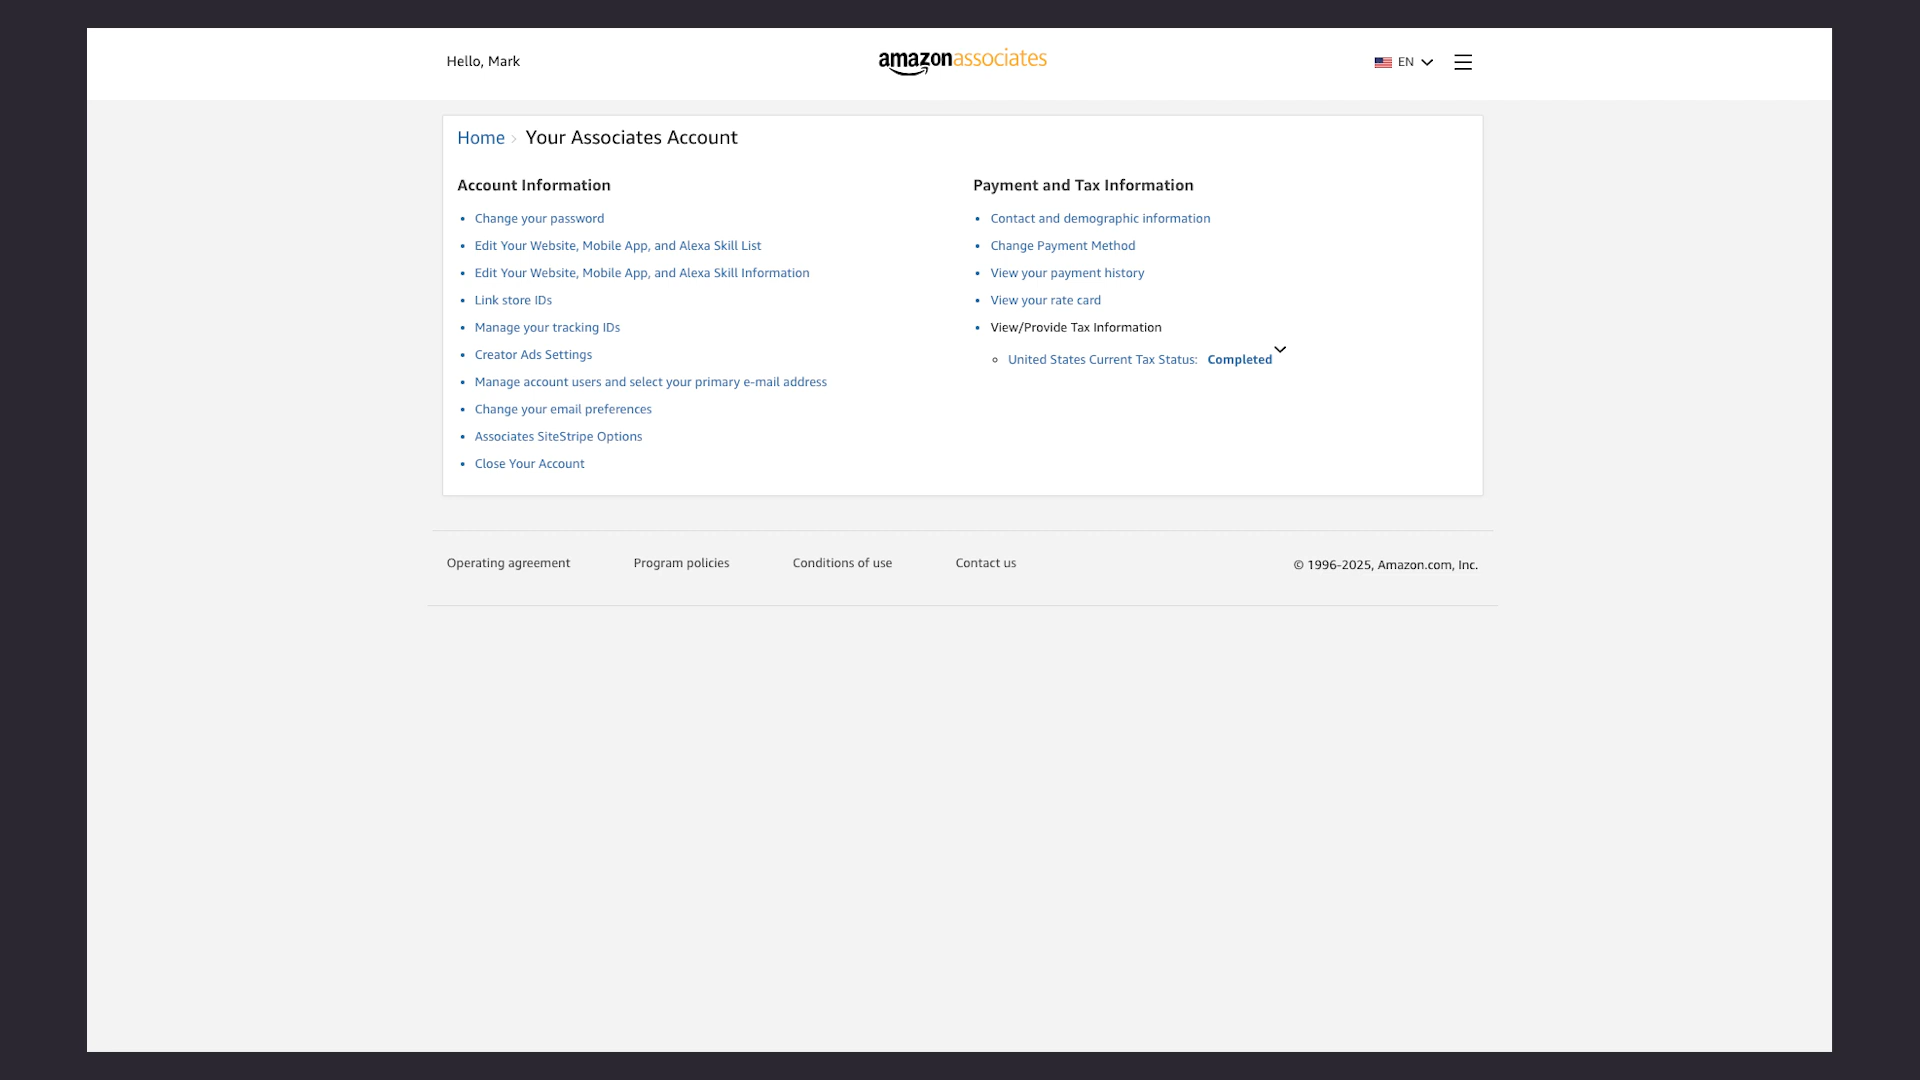 Hello, Mark
amazonassociates
EN
Home › Your Associates Account
Account Information
Change your password
Edit Your Website, Mobile App, and Alexa Skill List
Edit Your Website, Mobile App, and Alexa Skill Information
Link store IDs
Manage your tracking IDs
Creator Ads Settings
Manage account users and select your primary e-mail address
Change your email preferences
Associates SiteStripe Options
Close Your Account
Payment and Tax Information
Contact and demographic information
Change Payment Method
View your payment history
View your rate card
View/Provide Tax Information
United States Current Tax Status: Completed
Operating agreement
Program policies
Conditions of use
Contact us
© 1996-2025, Amazon.com, Inc.